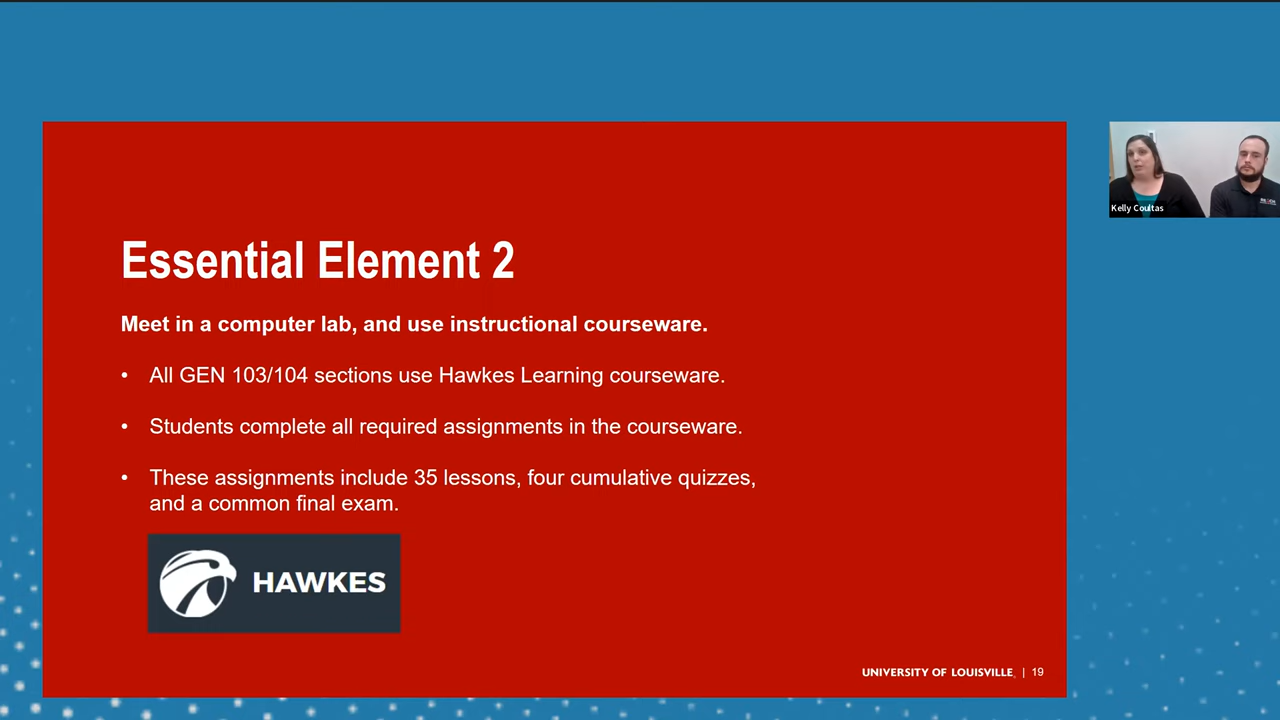 Essential Element 2
Meet in a computer lab, and use instructional courseware.
• All GEN 103/104 sections use Hawkes Learning courseware.
• Students complete all required assignments in the courseware.
• These assignments include 35 lessons, four cumulative quizzes,
and a common final exam.
HAWKES
UNIVERSITY OF LOUISVILLE. | 19
Kelly Coultas